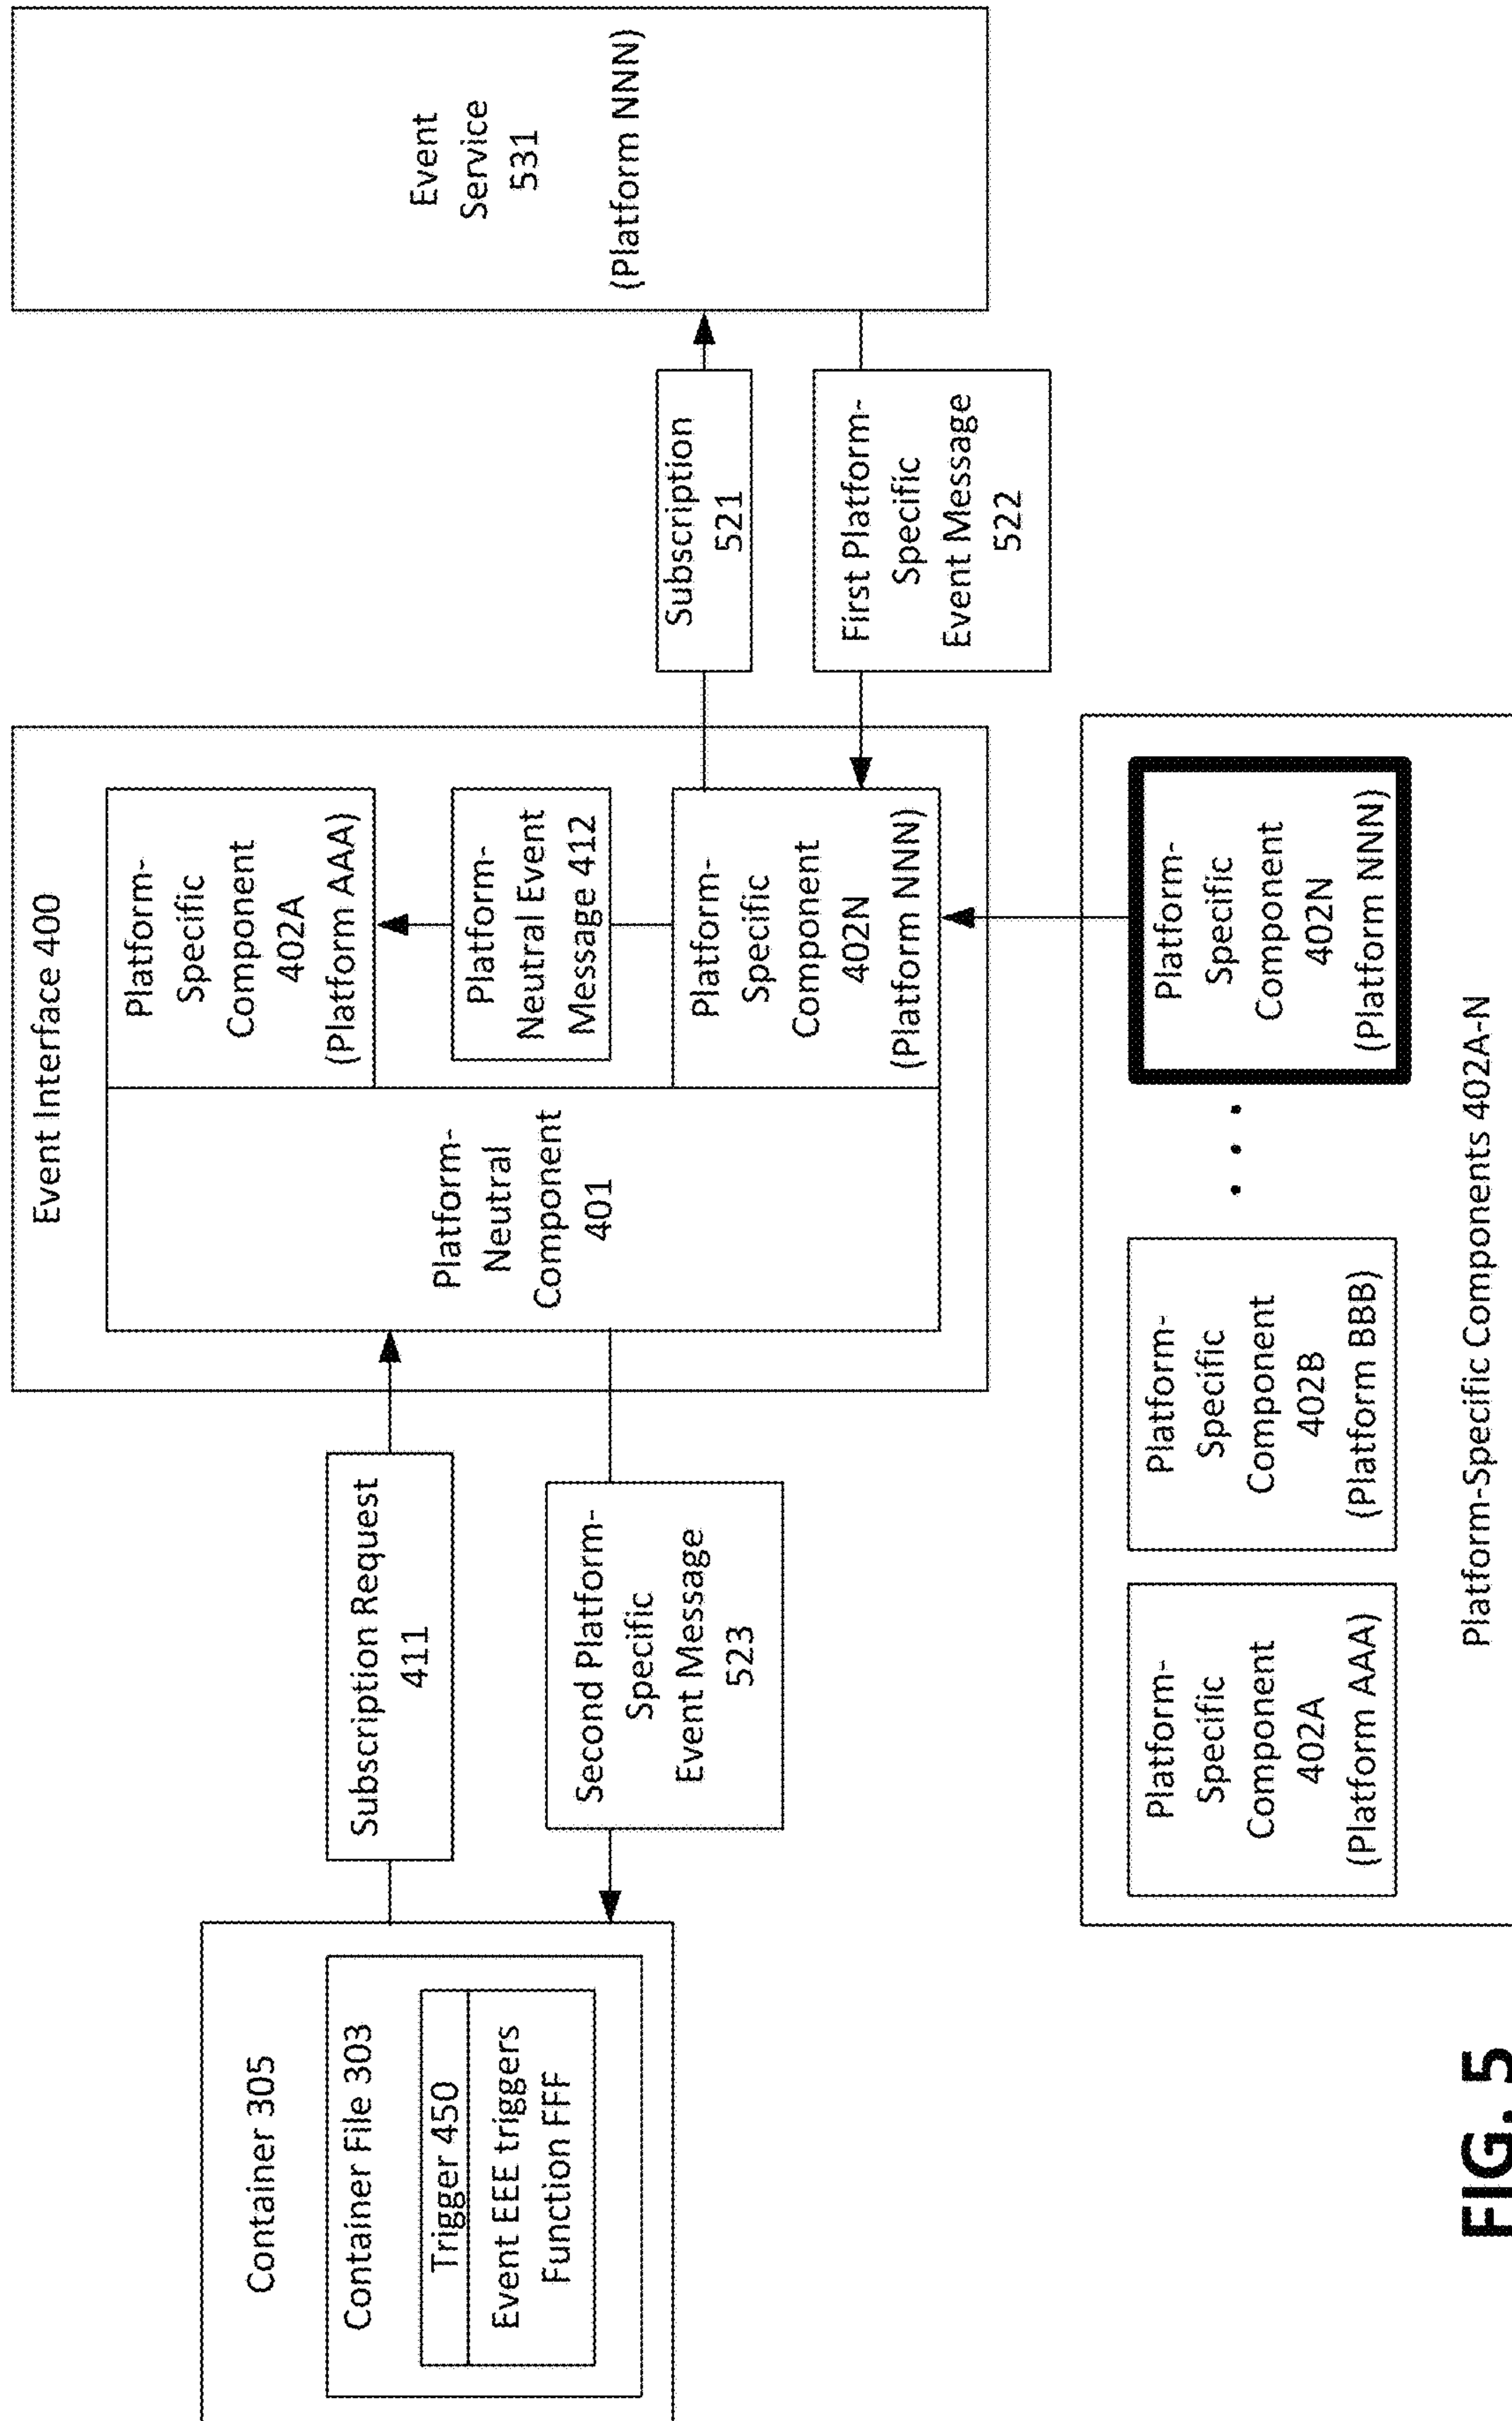 Container 305
Container File 303
Trigger 450
Event EEE triggers
Function FFF
Subscription Request
411
Second Platform-
Specific
Event Message
523
Event Interface 400
Platform-
Neutral
Component
401
Platform-
Specific
Component
402A
(Platform AAA)
Platform-
Neutral Event
Message 412
Platform-
Specific
Component
402N
(Platform NNN)
Subscription
521
First Platform-
Specific
Event Message
522
Event
Service
531
(Platform NNN)
Platform-
Specific
Component
402A
(Platform AAA)
Platform-
Specific
Component
402B
(Platform BBB)
. . .
Platform-
Specific
Component
402N
(Platform NNN)
Platform-Specific Components 402A-N
FIG. 5